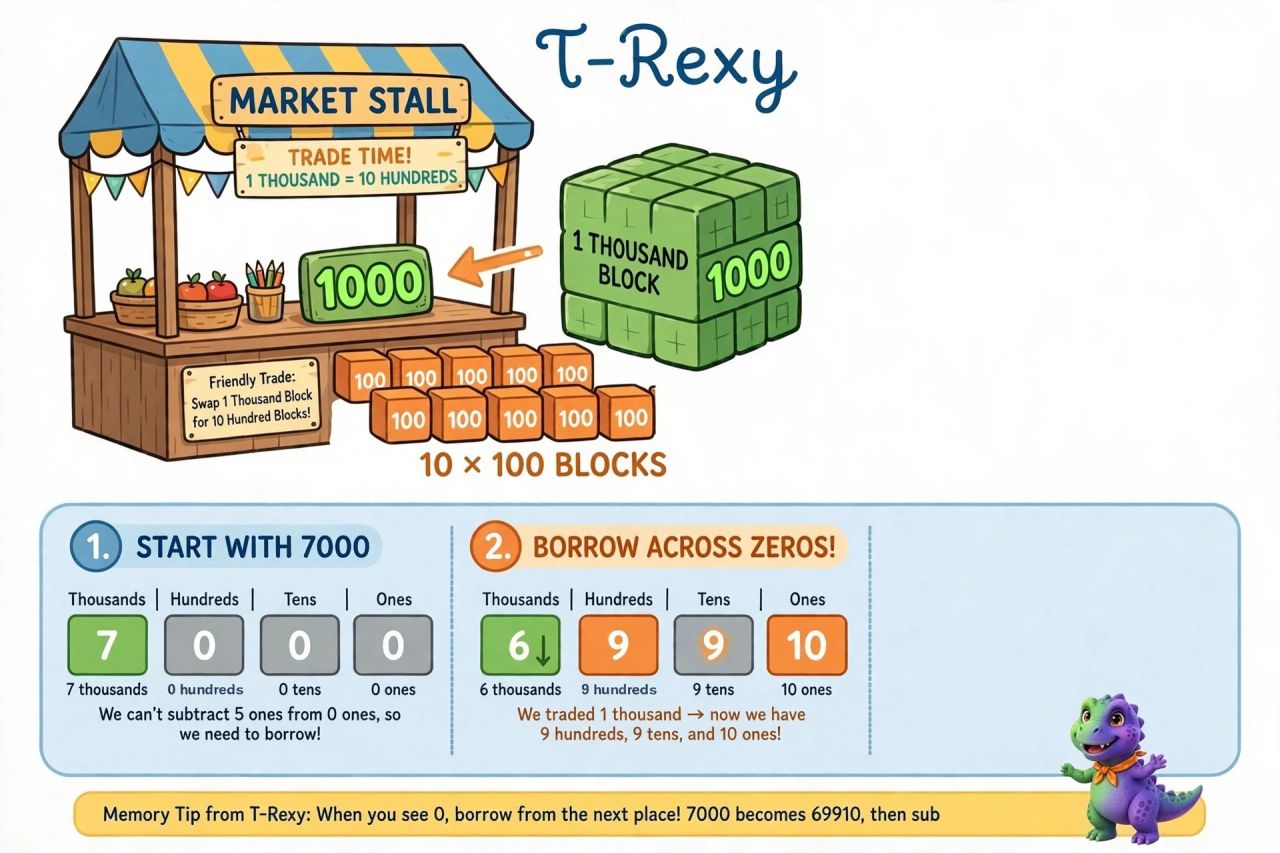 T-Rexy
MARKET STALL
TRADE TIME!
1 THOUSAND = 10 HUNDREDS
1000
1 THOUSAND
BLOCK
1000
Friendly Trade:
Swap 1 Thousand Block
for 10 Hundred Blocks!
100 100 100 100 100
100 100 100 100 100
10 × 100 BLOCKS
1. START WITH 7000
Thousands | Hundreds | Tens | Ones
7 0 0 0
7 thousands 0 hundreds 0 tens 0 ones
We can't subtract 5 ones from 0 ones, so
we need to borrow!
2. BORROW ACROSS ZEROS!
Thousands | Hundreds | Tens | Ones
6↓ 9 9 10
6 thousands 9 hundreds 9 tens 10 ones
We traded 1 thousand → now we have
9 hundreds, 9 tens, and 10 ones!
Memory Tip from T-Rexy: When you see 0, borrow from the next place! 7000 becomes 69910, then sub